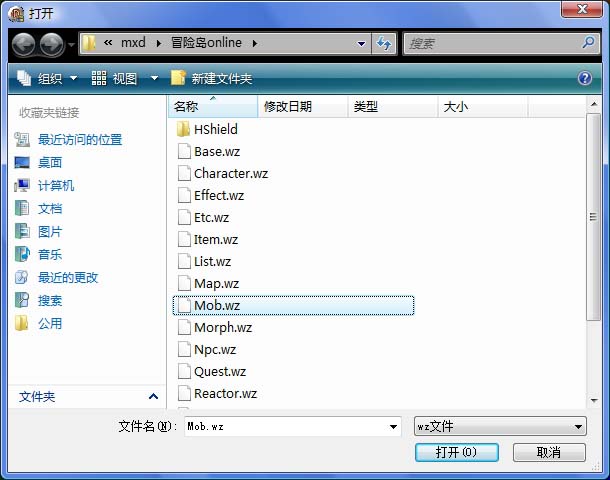 打开
« mxd 冒险岛online
搜索
组织 视图 新建文件夹 ?
收藏夹链接
最近访问的位置
桌面
计算机
文档
图片
音乐
最近的更改
搜索
公用
文件夹
名称 修改日期 类型 大小
HShield
Base.wz
Character.wz
Effect.wz
Etc.wz
Item.wz
List.wz
Map.wz
Mob.wz
Morph.wz
Npc.wz
Quest.wz
Reactor.wz
文件名(N): Mob.wz wz文件
打开(O) 取消